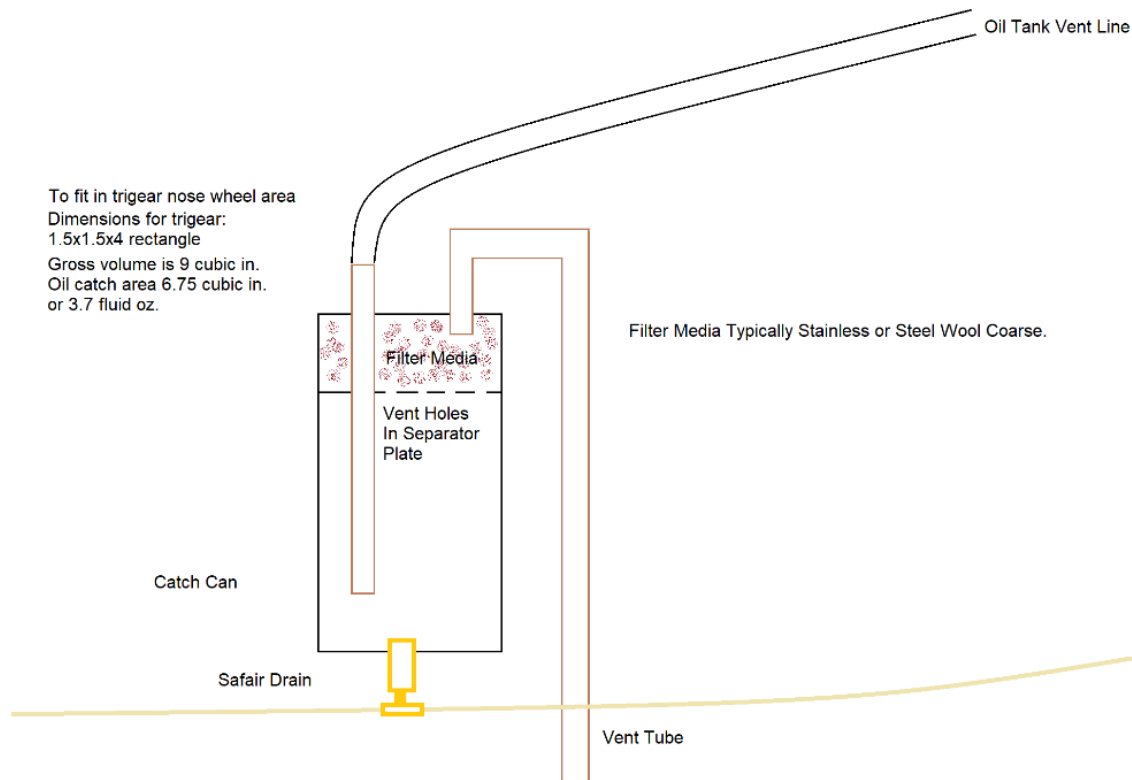 Oil Tank Vent Line
To fit in trigear nose wheel area
Dimensions for trigear:
1.5x1.5x4 rectangle
Gross volume is 9 cubic in.
Oil catch area 6.75 cubic in.
or 3.7 fluid oz.
Filter Media Typically Stainless or Steel Wool Coarse.
Filter Media
Vent Holes
In Separator
Plate
Catch Can
Safair Drain
Vent Tube